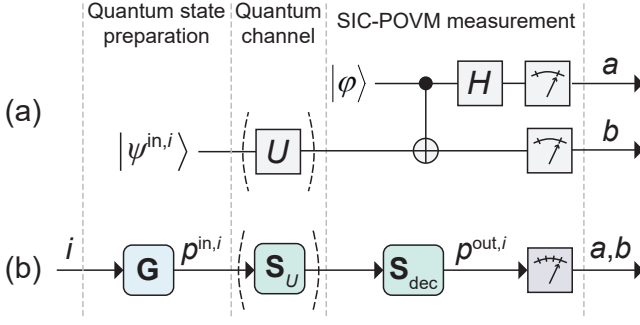 Quantum state preparation
Quantum channel
SIC-POVM measurement
(a)
|φ⟩
H
a
|ψ^in,i⟩
U
b
(b)
i
G
p^in,i
S_U
S_dec
p^out,i
a,b